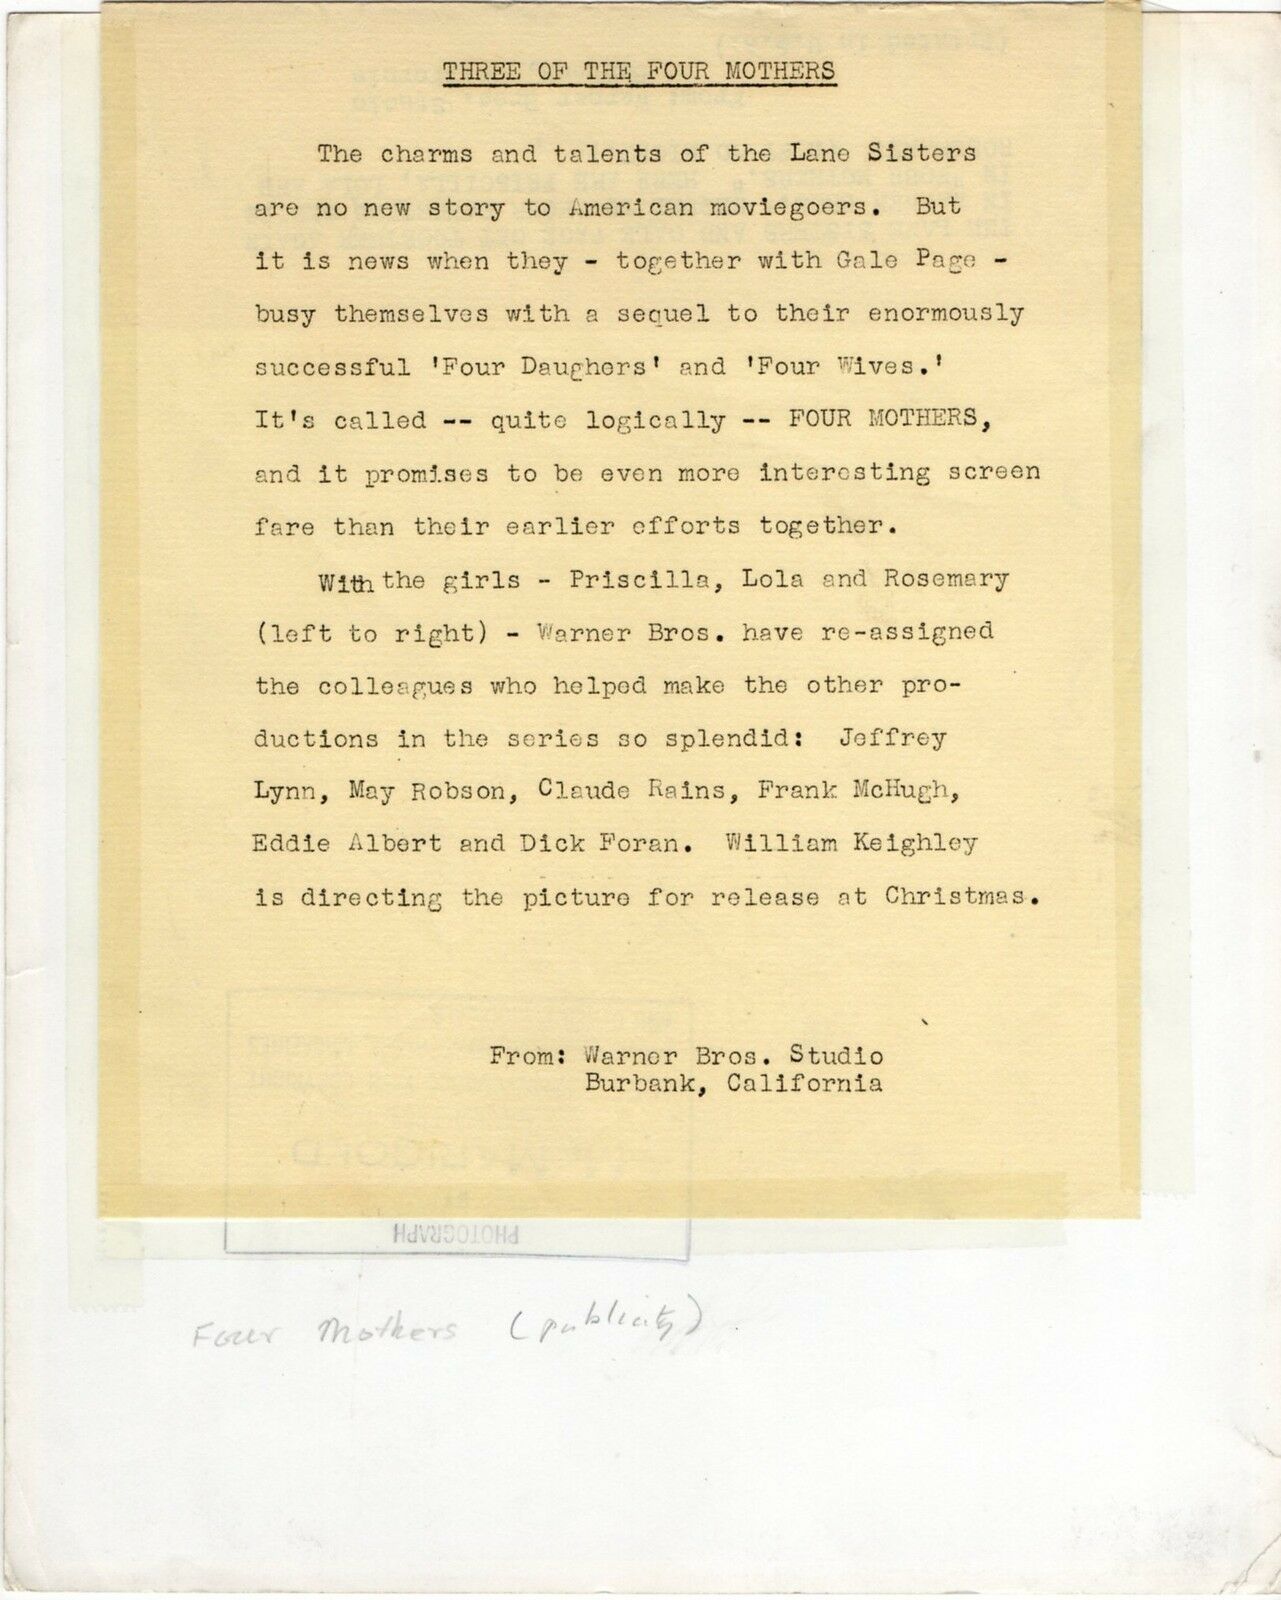 THREE OF THE FOUR MOTHERS
The charms and talents of the Lane Sisters
are no new story to American moviegoers. But
it is news when they - together with Gale Page -
busy themselves with a sequel to their enormously
successful 'Four Daughers' and 'Four Wives.'
It's called -- quite logically -- FOUR MOTHERS,
and it promises to be even more interesting screen
fare than their earlier efforts together.
With the girls - Priscilla, Lola and Rosemary
(left to right) - Warner Bros. have re-assigned
the colleagues who helped make the other pro-
ductions in the series so splendid: Jeffrey
Lynn, May Robson, Claude Rains, Frank McHugh,
Eddie Albert and Dick Foran. William Keighley
is directing the picture for release at Christmas.
From: Warner Bros. Studio
Burbank, California
PHOTOGRAPH
Four Mothers (publicity)